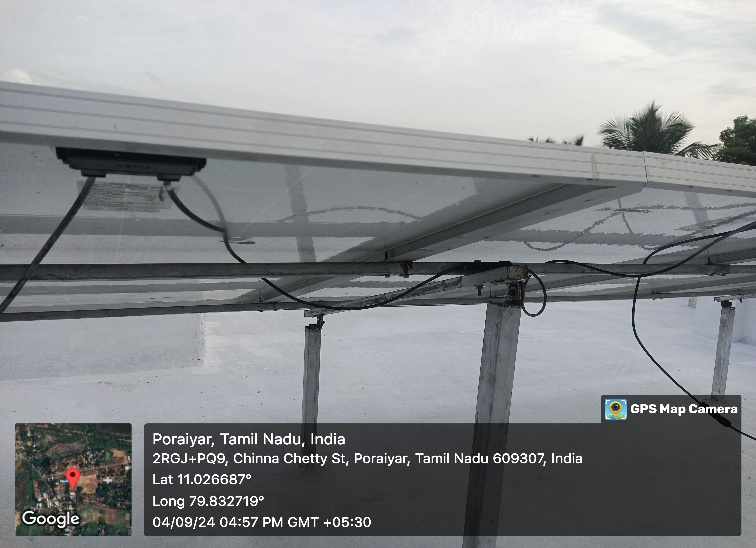 GPS Map Camera
Poraiyar, Tamil Nadu, India
2RGJ+PQ9, Chinna Chetty St, Poraiyar, Tamil Nadu 609307, India
Lat 11.026687°
Long 79.832719°
04/09/24 04:57 PM GMT +05:30
Google